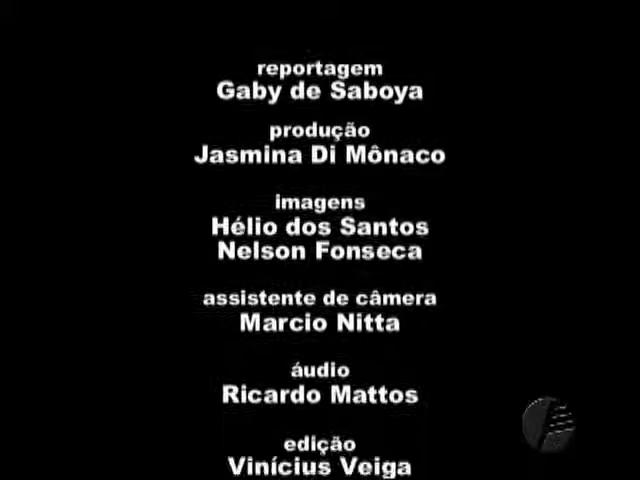 reportagem
Gaby de Saboya
produção
Jasmina Di Mônaco
imagens
Hélio dos Santos
Nelson Fonseca
assistente de câmera
Marcio Nitta
áudio
Ricardo Mattos
edição
Vinícius Veiga